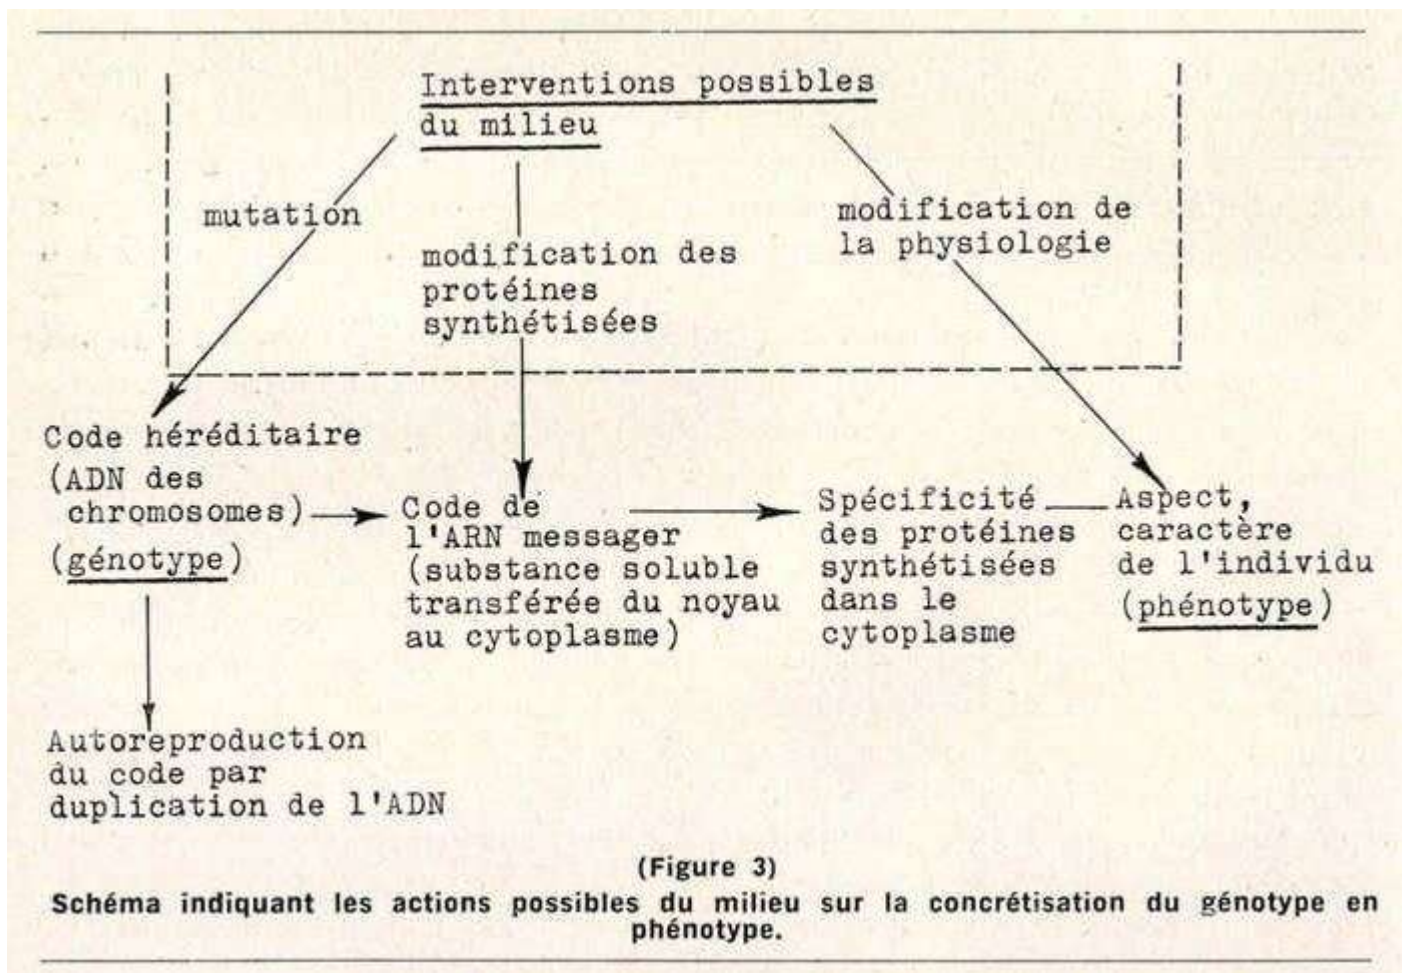 Interventions possibles
du milieu
mutation
modification des
protéines
synthétisées
modification de
la physiologie
Code héréditaire
(ADN des
chromosomes)
(génotype)
Code de
l'ARN messager
(substance soluble
transférée du noyau
au cytoplasme)
Spécificité
des protéines
synthétisées
dans le
cytoplasme
Aspect,
caractère
de l'individu
(phénotype)
Autoreproduction
du code par
duplication de l'ADN
(Figure 3)
Schéma indiquant les actions possibles du milieu sur la concrétisation du génotype en
phénotype.